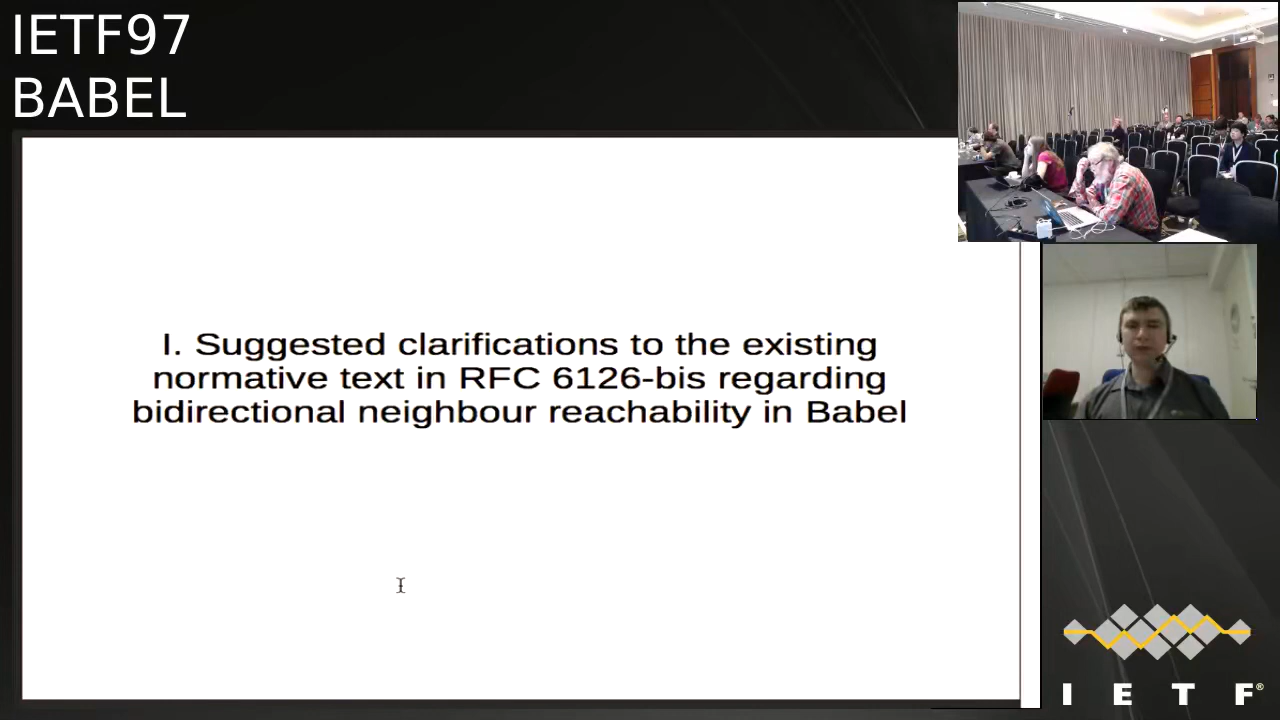 IETF97
BABEL
I. Suggested clarifications to the existing
normative text in RFC 6126-bis regarding
bidirectional neighbour reachability in Babel
I E T F®